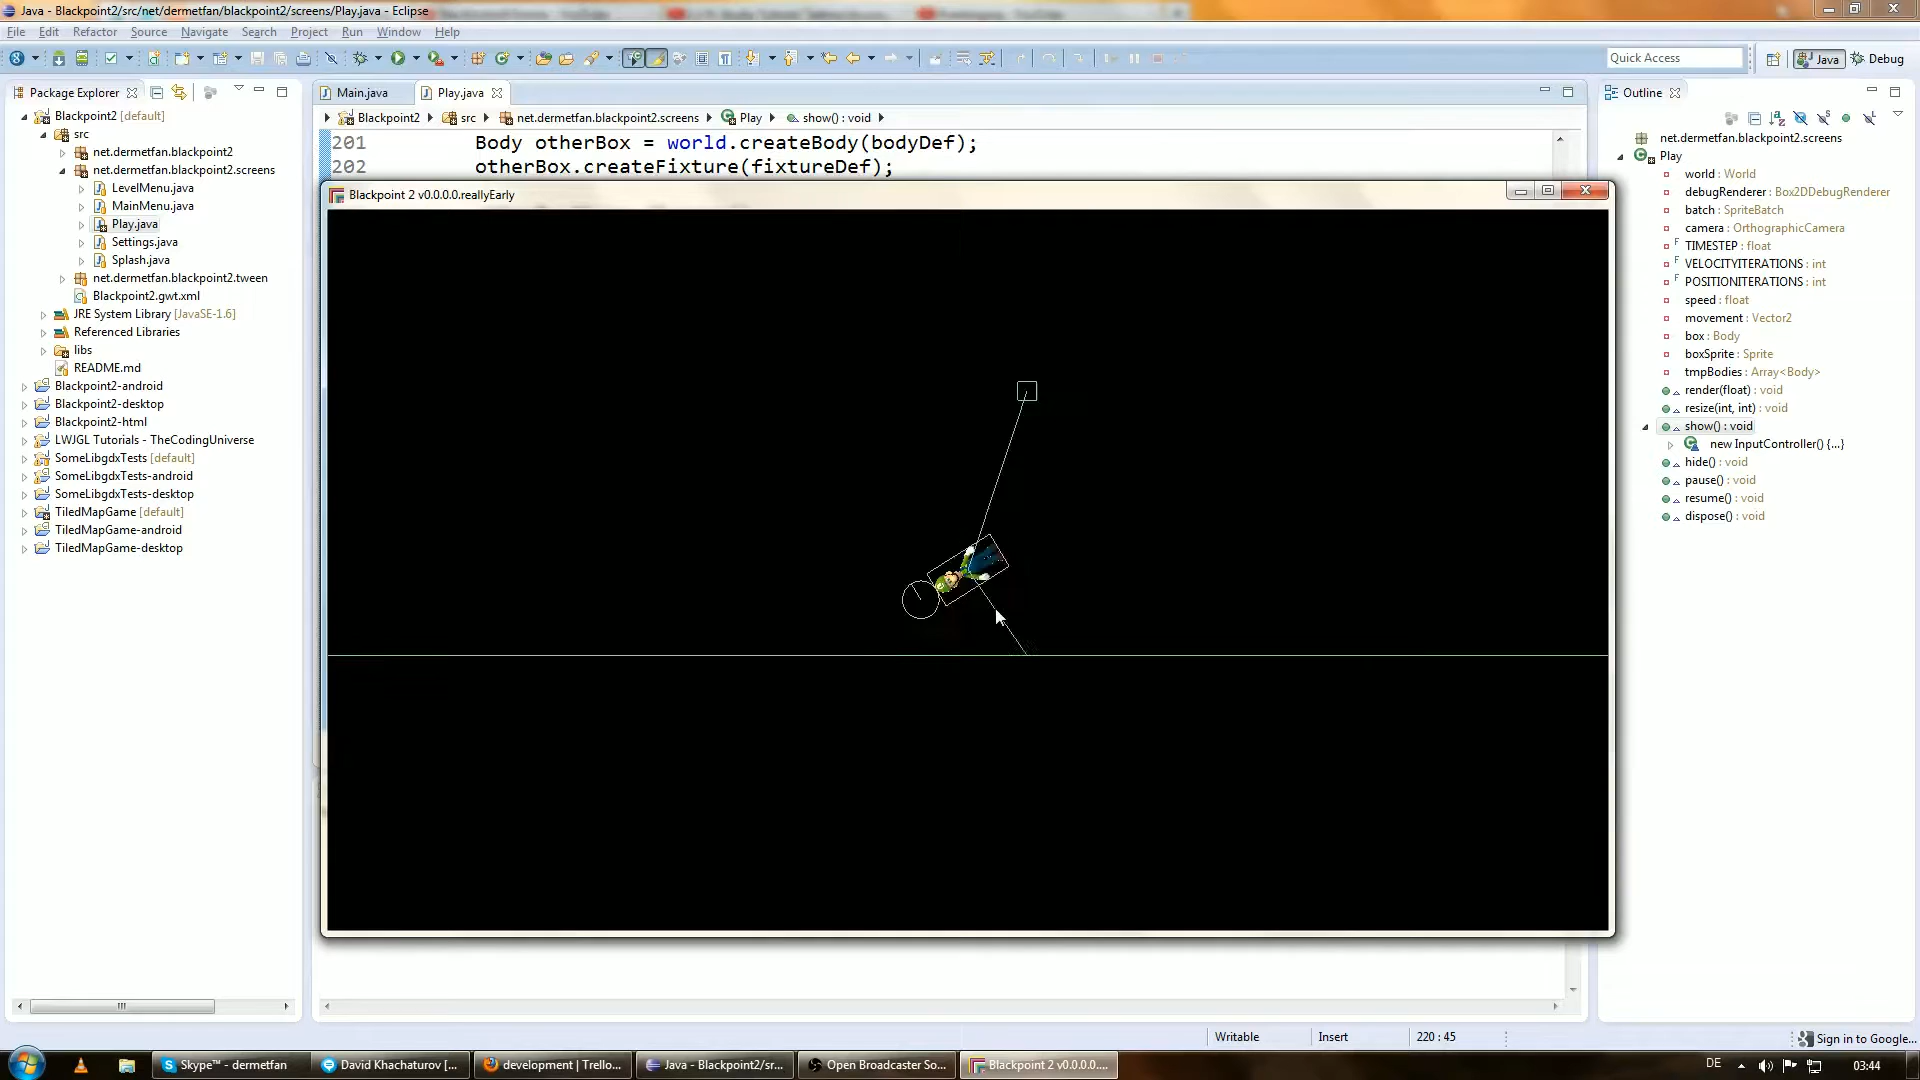 Java - Blackpoint2/src/net/dermetfan/blackpoint2/screens/Play.java - Eclipse
File Edit Refactor Source Navigate Search Project Run Window Help
Quick Access
Java
Debug
Package Explorer
Blackpoint2 [default]
src
net.dermetfan.blackpoint2
net.dermetfan.blackpoint2.screens
LevelMenu.java
MainMenu.java
Play.java
Settings.java
Splash.java
net.dermetfan.blackpoint2.tween
Blackpoint2.gwt.xml
JRE System Library [JavaSE-1.6]
Referenced Libraries
libs
README.md
Blackpoint2-android
Blackpoint2-desktop
Blackpoint2-html
LWJGL Tutorials - TheCodingUniverse
SomeLibgdxTests [default]
SomeLibgdxTests-android
SomeLibgdxTests-desktop
TiledMapGame [default]
TiledMapGame-android
TiledMapGame-desktop
Main.java
Play.java
Blackpoint2 src net.dermetfan.blackpoint2.screens Play show() : void
201 Body otherBox = world.createBody(bodyDef);
202 otherBox.createFixture(fixtureDef);
Blackpoint 2 v0.0.0.0.reallyEarly
Outline
net.dermetfan.blackpoint2.screens
Play
world : World
debugRenderer : Box2DDebugRenderer
batch : SpriteBatch
camera : OrthographicCamera
TIMESTEP : float
VELOCITYITERATIONS : int
POSITIONITERATIONS : int
speed : float
movement : Vector2
box : Body
boxSprite : Sprite
tmpBodies : Array<Body>
render(float) : void
resize(int, int) : void
show() : void
new InputController() {...}
hide() : void
pause() : void
resume() : void
dispose() : void
Writable
Insert
220 : 45
Sign in to Google...
Skype™ - dermetfan
David Khachaturov [...
development | Trello...
Java - Blackpoint2/sr...
Open Broadcaster So...
Blackpoint 2 v0.0.0.0....
DE
03:44